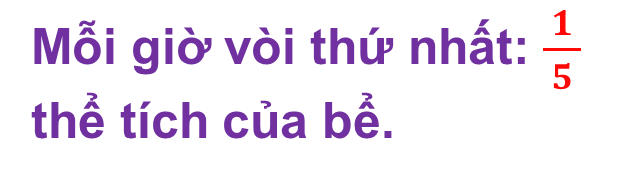 Mỗi giờ vòi thứ nhất: 1/5
thể tích của bể.